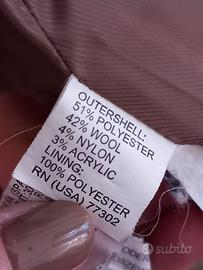 OUTERSHELL:
51% POLYESTER
42% WOOL
4% NYLON
3% ACRYLIC
LINING:
100% POLYESTER
RN (USA) 77302
subito